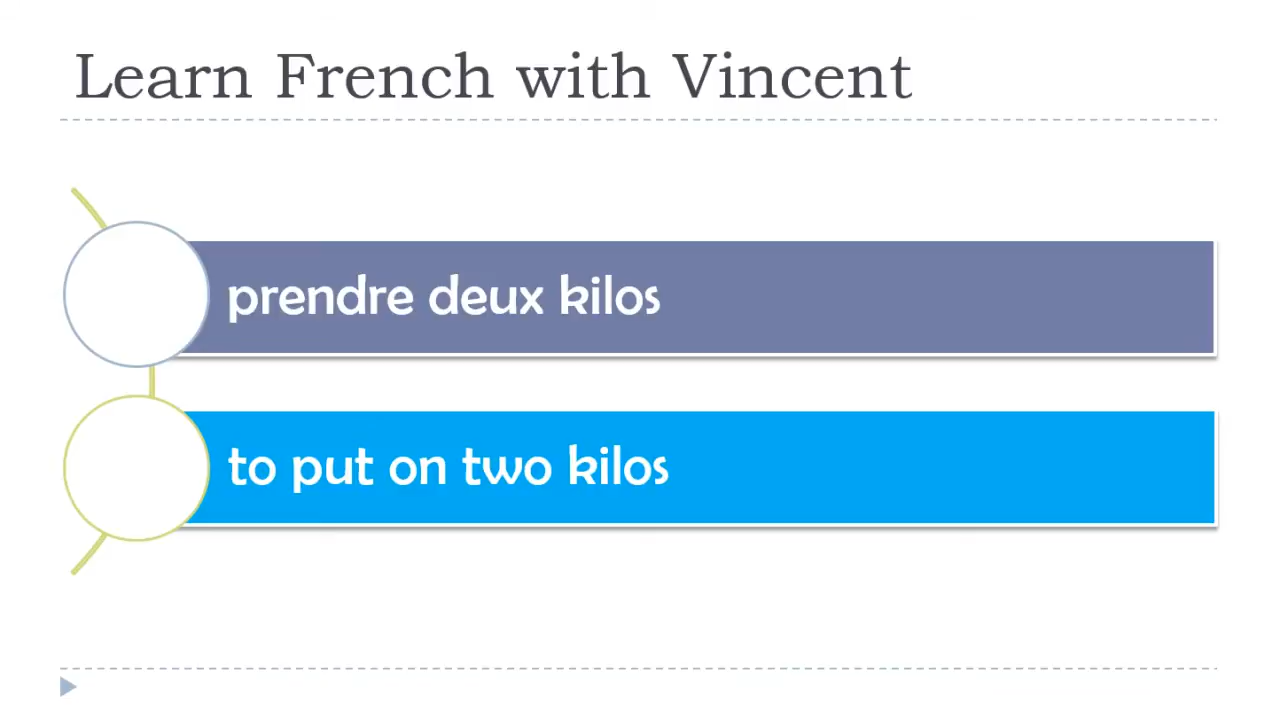 Learn French with Vincent
prendre deux kilos
to put on two kilos